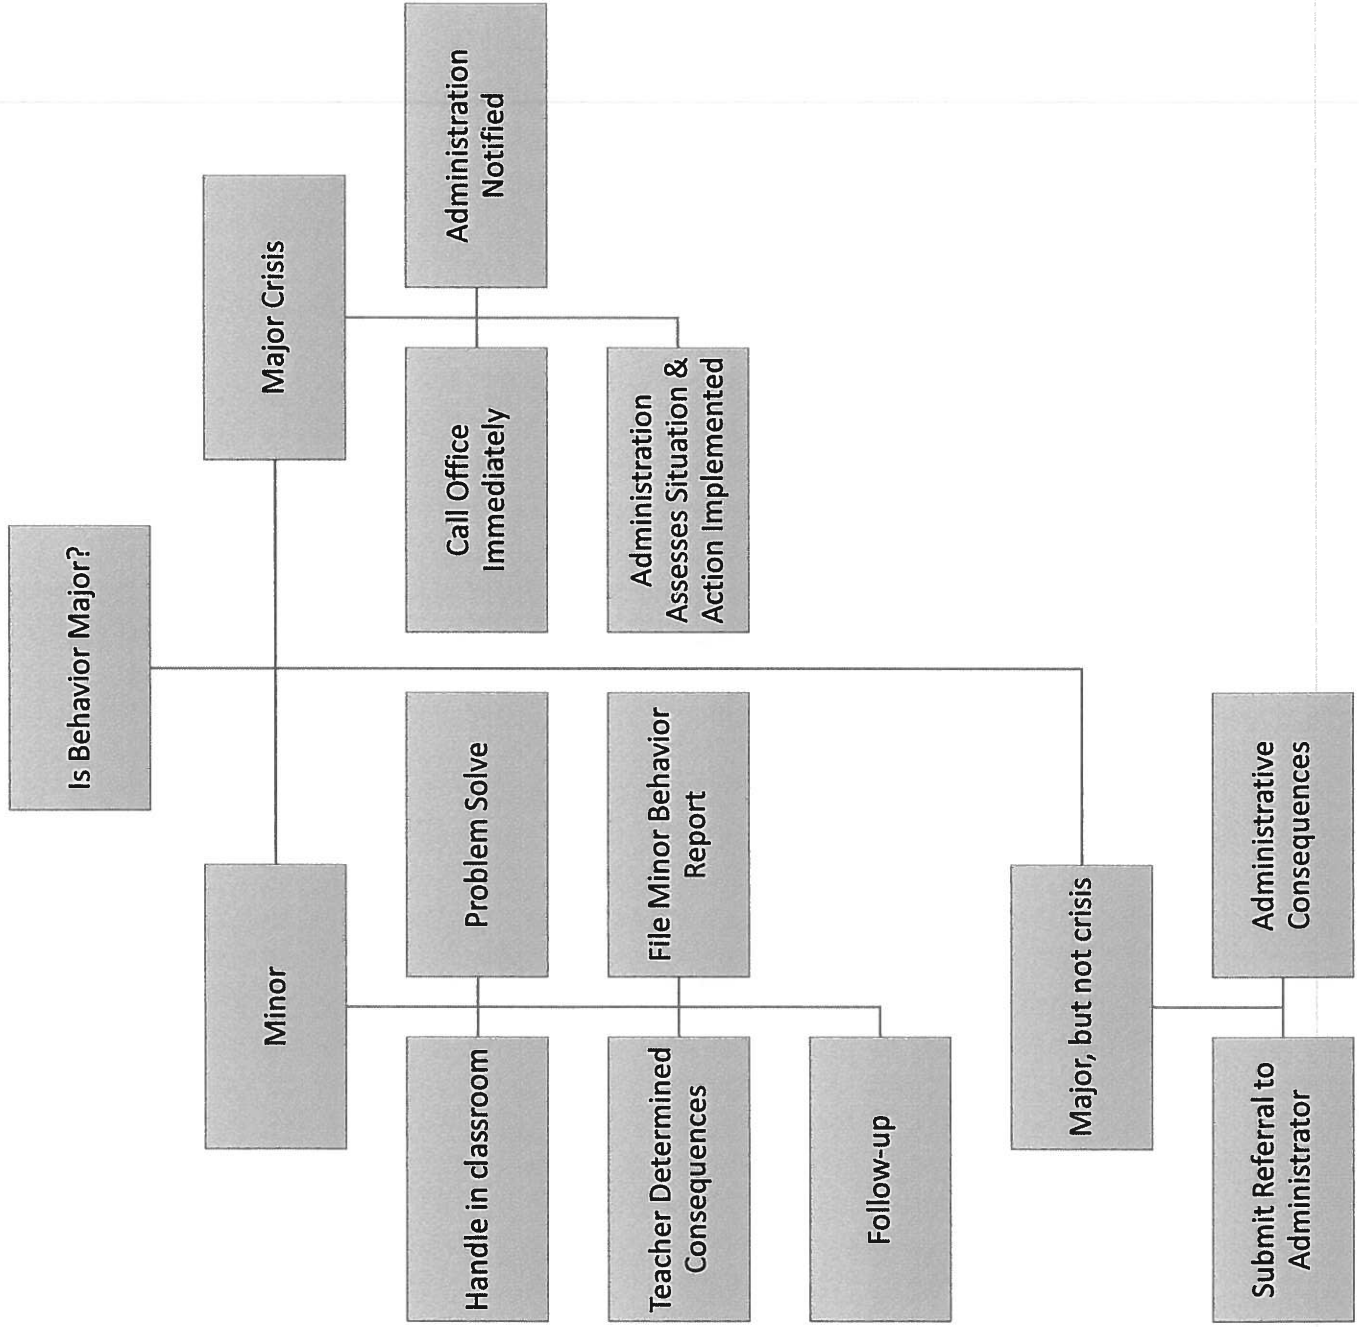 Is Behavior Major?
Minor
Handle in classroom
Problem Solve
Teacher Determined
Consequences
File Minor Behavior
Report
Follow-up
Major Crisis
Call Office
Immediately
Administration
Notified
Administration
Assesses Situation &
Action Implemented
Major, but not crisis
Submit Referral to
Administrator
Administrative
Consequences